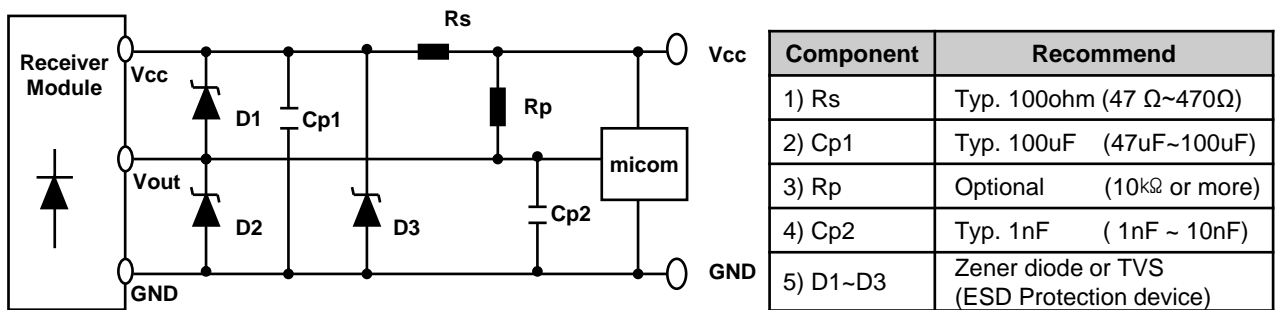 Rs
Receiver
Module
Vcc
Vcc
D1
Cp1
Rp
micom
Vout
D2
D3
Cp2
GND
GND
Component Recommend
1) Rs Typ. 100ohm (47 Ω~470Ω)
2) Cp1 Typ. 100uF (47uF~100uF)
3) Rp Optional (10㏀ or more)
4) Cp2 Typ. 1nF ( 1nF ~ 10nF)
5) D1~D3 Zener diode or TVS
(ESD Protection device)